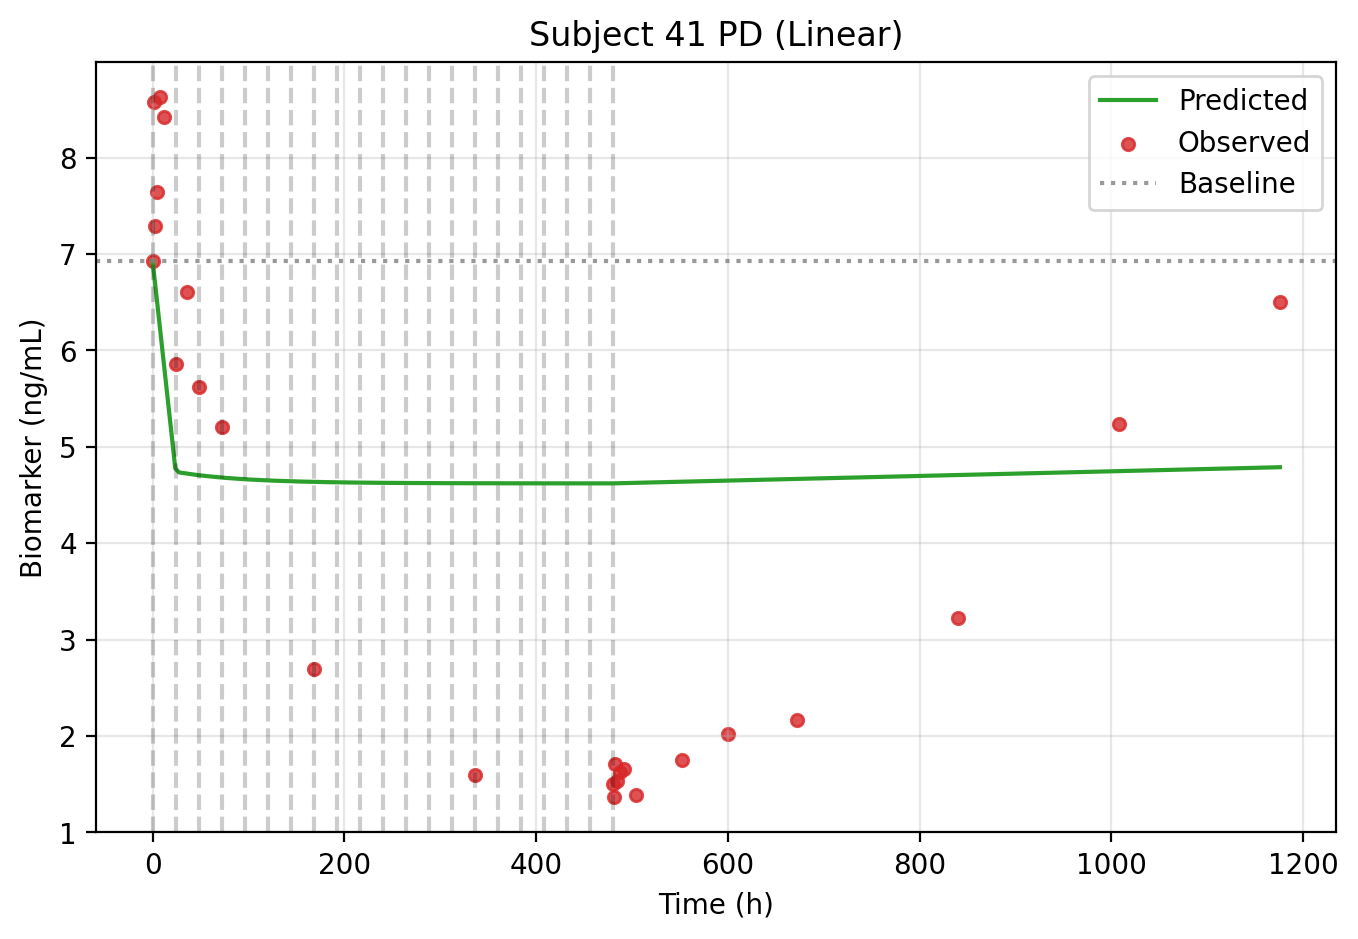 Subject 41 PD (Linear)
Predicted
Observed
Baseline
Biomarker (ng/mL)
8
7
6
5
4
3
2
1
0 200 400 600 800 1000 1200
Time (h)